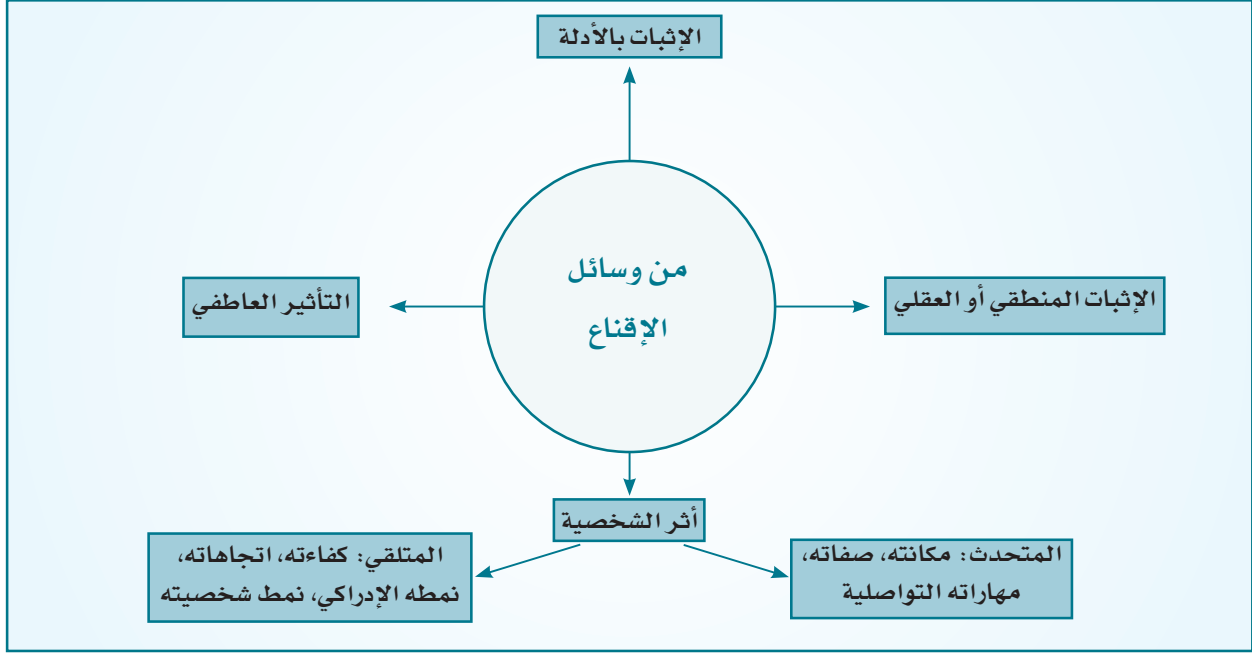 الإثبات بالأدلة
من وسائل
الإقناع
الإثبات المنطقي أو العقلي
التأثير العاطفي
أثر الشخصية
المتحدث: مكانته، صفاته،
مهاراته التواصلية
المتلقي: كفاءته، اتجاهاته،
نمطه الإدراكي، نمط شخصيته